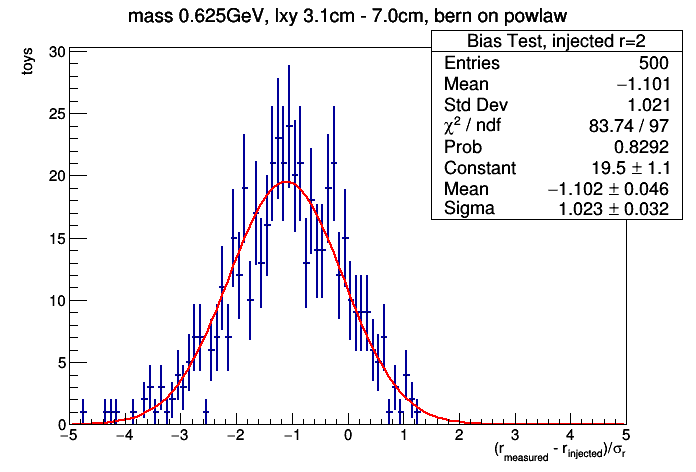 mass 0.625GeV, lxy 3.1cm - 7.0cm, bern on powlaw
toys
Bias Test, injected r=2
Entries 500
Mean −1.101
Std Dev 1.021
χ² / ndf 83.74 / 97
Prob 0.8292
Constant 19.5 ± 1.1
Mean −1.102 ± 0.046
Sigma 1.023 ± 0.032
30
25
20
15
10
5
0
−5 −4 −3 −2 −1 0 1 2 3 4 5
(r_measured - r_injected)/σ_r